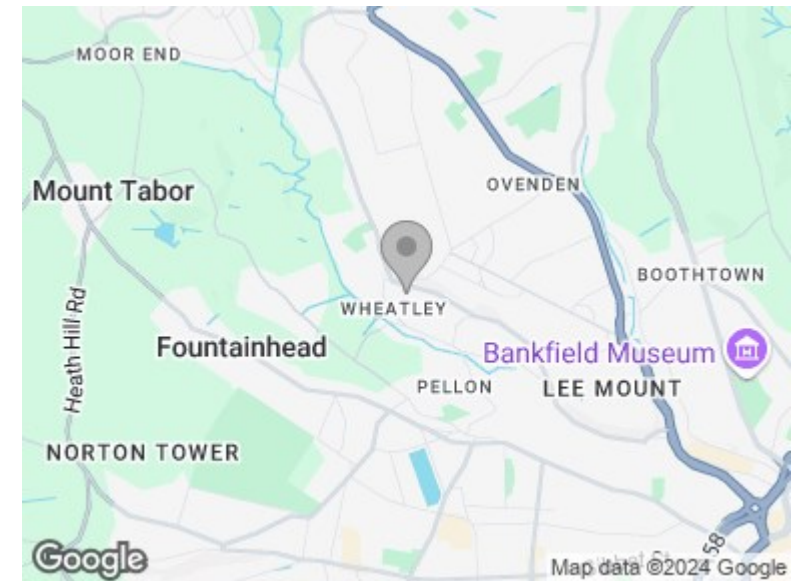 MOOR END
Mount Tabor
OVENDEN
BOOTHTOWN
Heath Hill Rd
WHEATLEY
Fountainhead
Bankfield Museum
PELLON
LEE MOUNT
NORTON TOWER
58
Google
Map data ©2024 Google